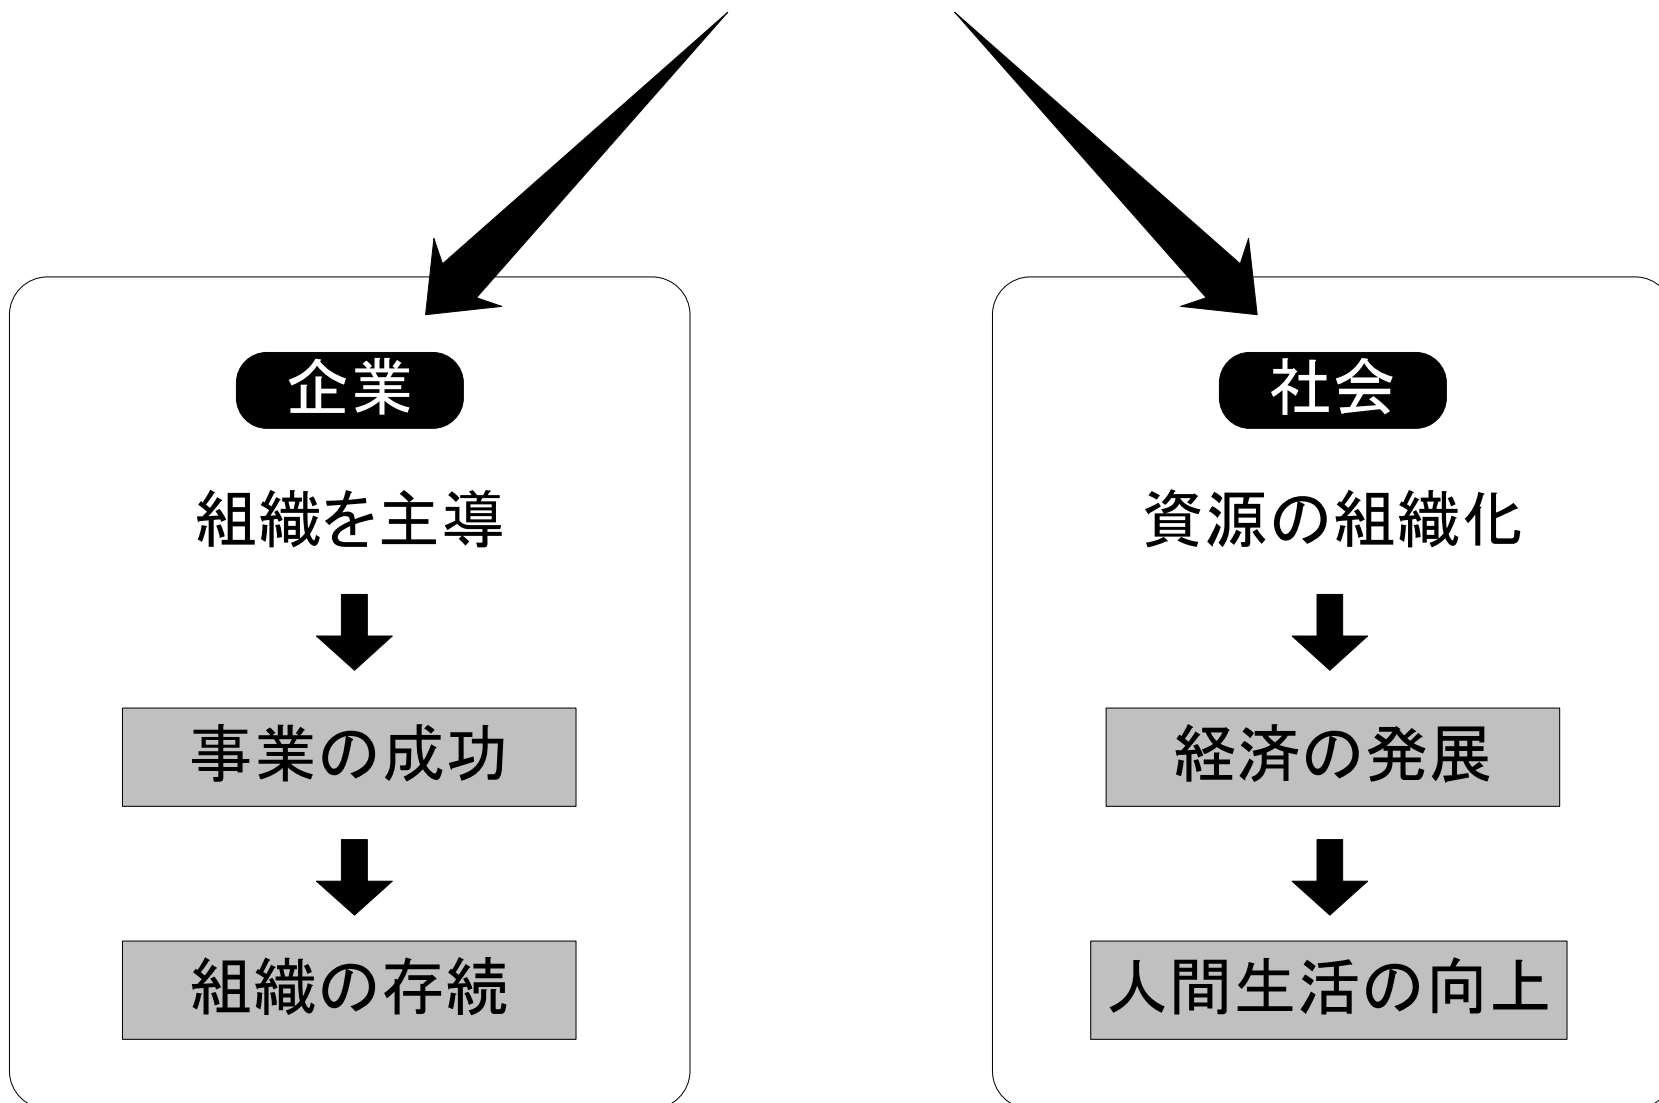 企業
組織を主導
事業の成功
組織の存続
社会
資源の組織化
経済の発展
人間生活の向上